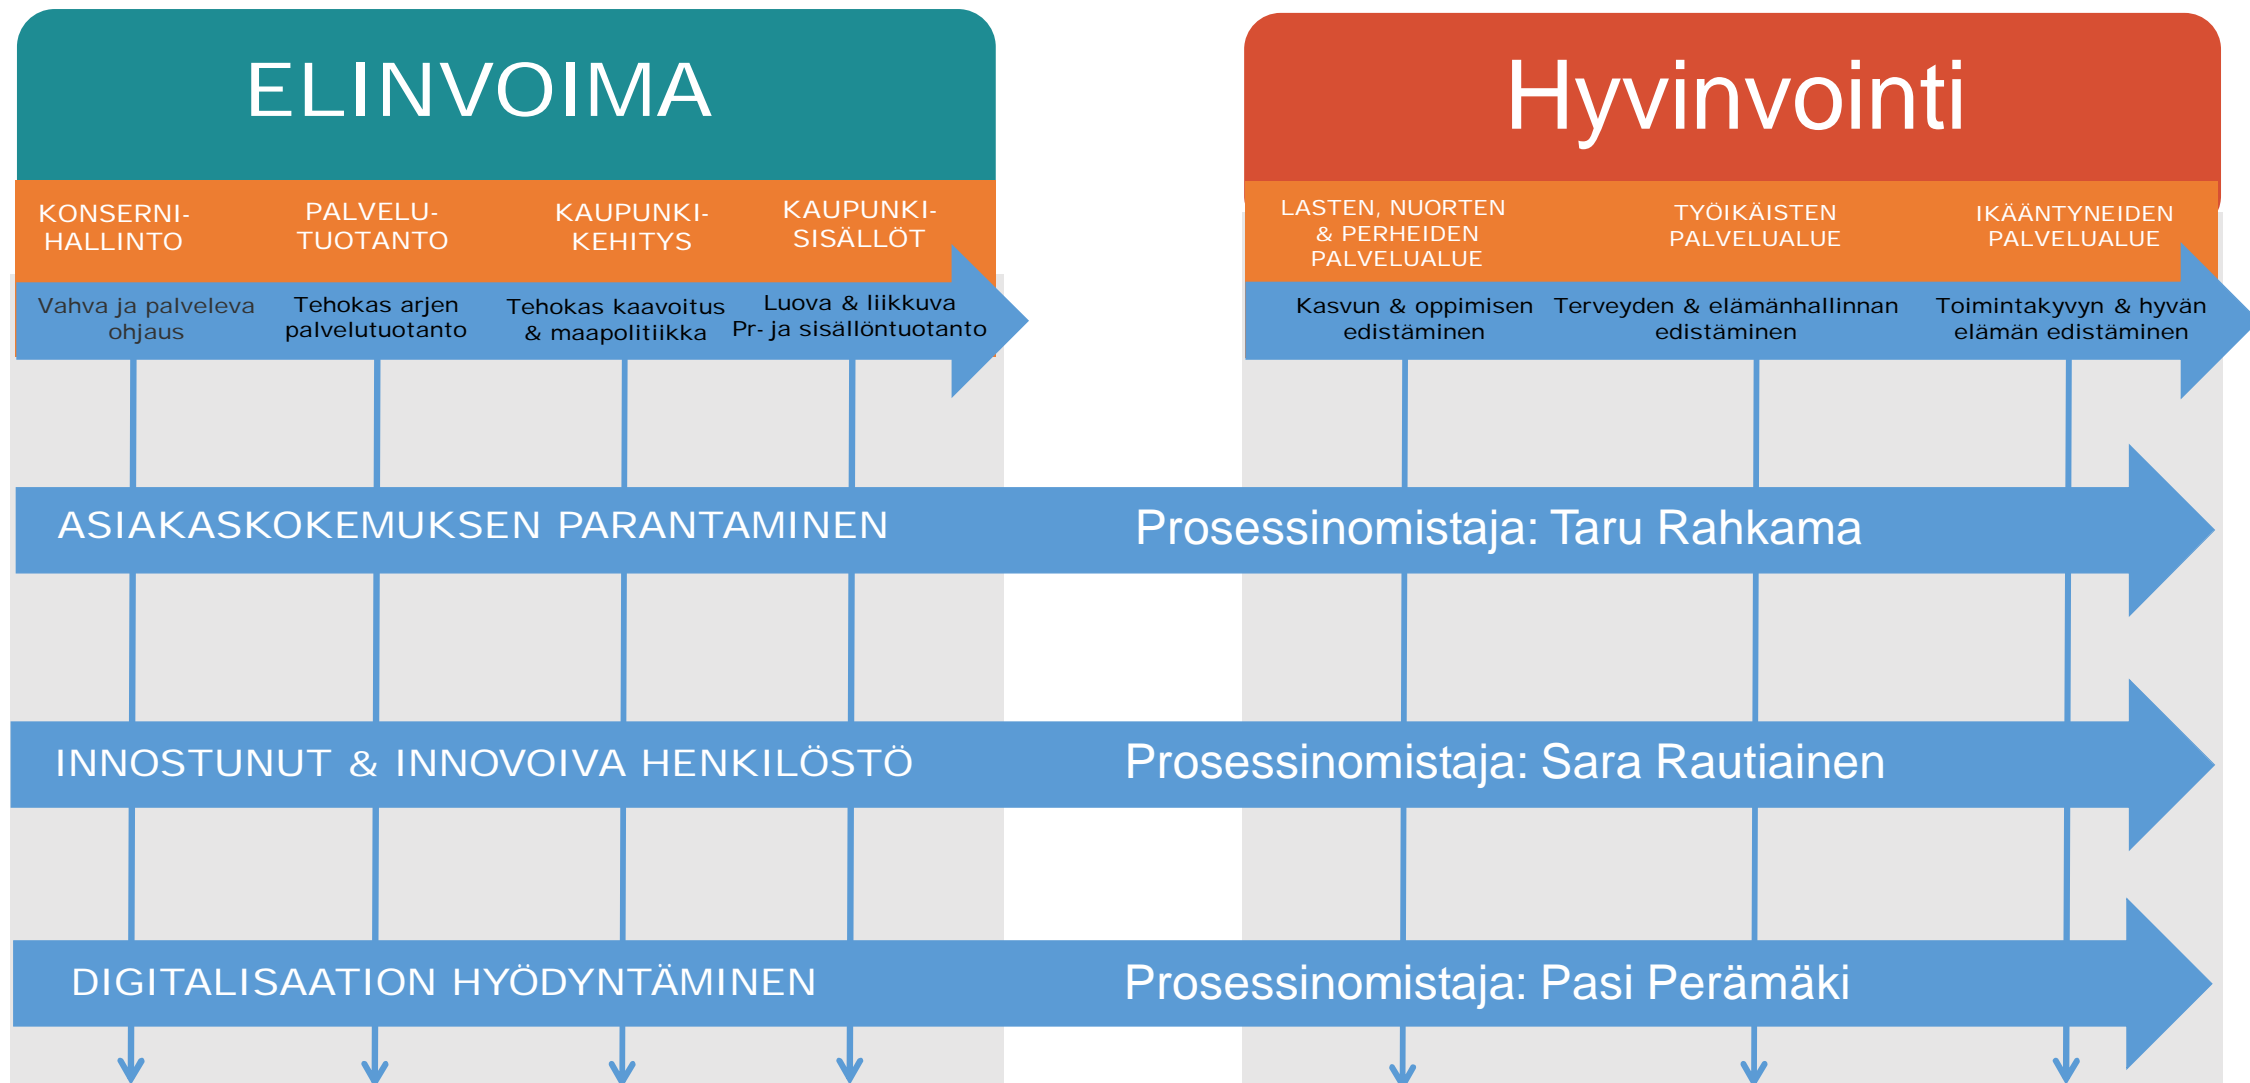 ELINVOIMA
KONSERNI-
HALLINTO
PALVELU-
TUOTANTO
KAUPUNKI-
KEHITYS
KAUPUNKI-
SISÄLLÖT
Vahva ja palveleva
ohjaus
Tehokas arjen
palvelutuotanto
Tehokas kaavoitus
& maapolitiikka
Luova & liikkuva
Pr- ja sisällöntuotanto
Hyvinvointi
LASTEN, NUORTEN
& PERHEIDEN
PALVELUALUE
TYÖIKÄISTEN
PALVELUALUE
IKÄÄNTYNEIDEN
PALVELUALUE
Kasvun & oppimisen
edistäminen
Terveyden & elämänhallinnan
edistäminen
Toimintakyvyn & hyvän
elämän edistäminen
ASIAKASKOKEMUKSEN PARANTAMINEN
Prosessinomistaja: Taru Rahkama
INNOSTUNUT & INNOVOIVA HENKILÖSTÖ
Prosessinomistaja: Sara Rautiainen
DIGITALISAATION HYÖDYNTÄMINEN
Prosessinomistaja: Pasi Perämäki